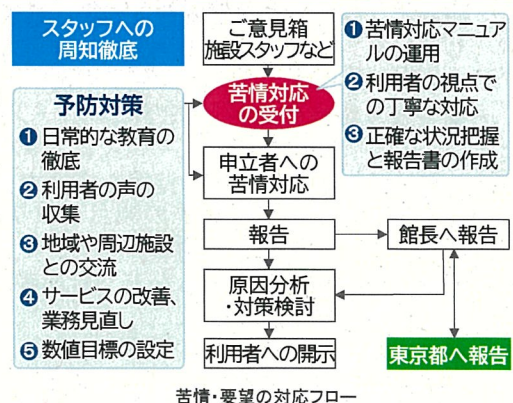 スタッフへの
周知徹底
ご意見箱
施設スタッフなど
❶ 苦情対応マニュア
ルの運用
❷ 利用者の視点で
の丁寧な対応
❸ 正確な状況把握
と報告書の作成
苦情対応
の受付
予防対策
❶ 日常的な教育の
徹底
❷ 利用者の声の
収集
❸ 地域や周辺施設
との交流
❹ サービスの改善、
業務見直し
❺ 数値目標の設定
申立者への
苦情対応
報告
館長へ報告
原因分析
・対策検討
利用者への開示
東京都へ報告
苦情・要望の対応フロー